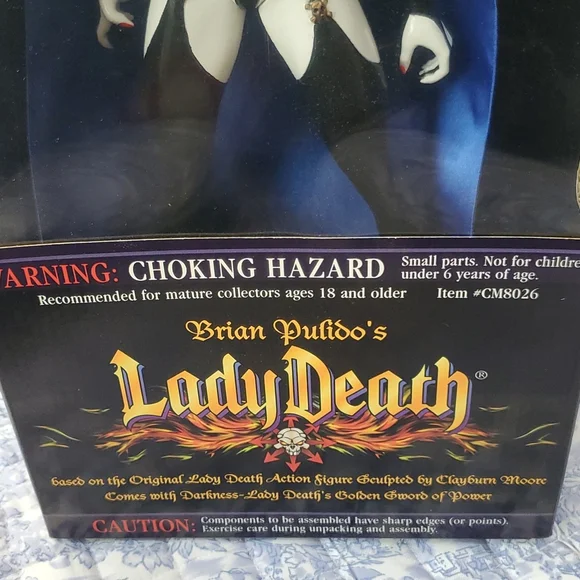 WARNING: CHOKING HAZARD Small parts. Not for childre
under 6 years of age.
Recommended for mature collectors ages 18 and older Item #CM8026
Brian Pulido's
Lady Death®
based on the Original Lady Death Action Figure Sculpted by Clayburn Moore
Comes with Darkness-Lady Death's Golden Sword of Power
CAUTION: Components to be assembled have sharp edges (or points).
Exercise care during unpacking and assembly.